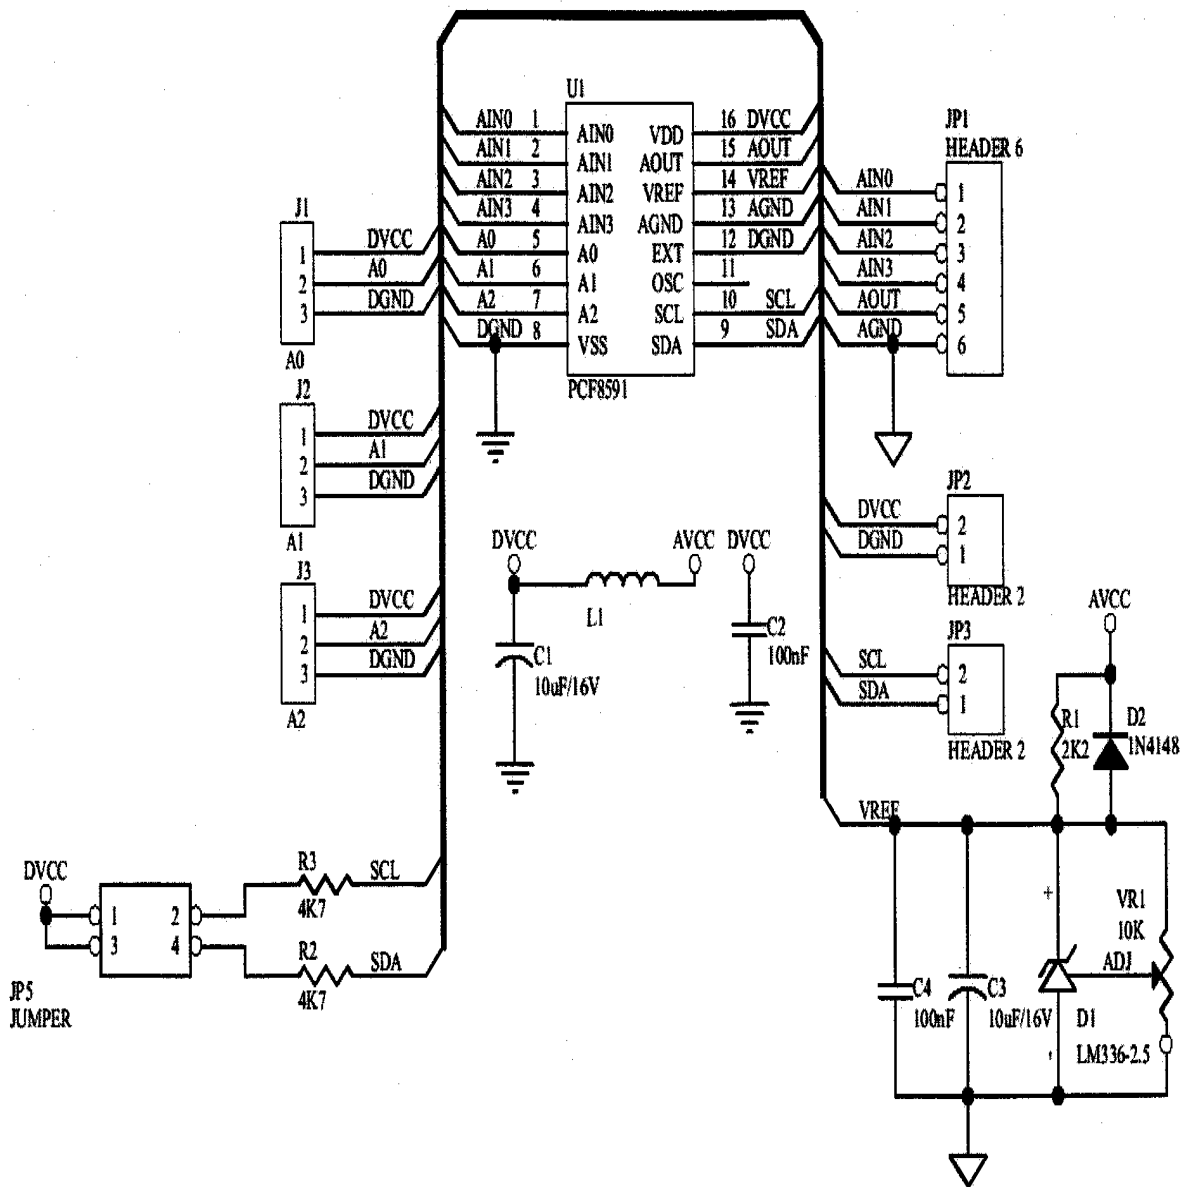 U1
AIN0 1 AIN0 VDD 16 DVCC
AIN1 2 AIN1 AOUT 15 AOUT
AIN2 3 AIN2 VREF 14 VREF
AIN3 4 AIN3 AGND 13 AGND
A0 5 A0 EXT 12 DGND
A1 6 A1 OSC 11
A2 7 A2 SCL 10 SCL
DGND 8 VSS SDA 9 SDA
PCF8591
JP1
HEADER 6
AIN0 1
AIN1 2
AIN2 3
AIN3 4
AOUT 5
AGND 6
J1
1 DVCC
2 A0
3 DGND
A0
J2
1 DVCC
2 A1
3 DGND
A1
J3
1 DVCC
2 A2
3 DGND
A2
DVCC
AVCC
L1
C1
10uF/16V
DVCC
C2
100nF
JP2
DVCC 2
DGND 1
HEADER 2
JP3
SCL 2
SDA 1
HEADER 2
AVCC
R1
2K2
D2
1N4148
VREF
+
VR1
10K
ADJ
C4
100nF
C3
10uF/16V
D1
LM336-2.5
-
DVCC
1 2
3 4
JP5
JUMPER
R3
4K7
SCL
R2
4K7
SDA